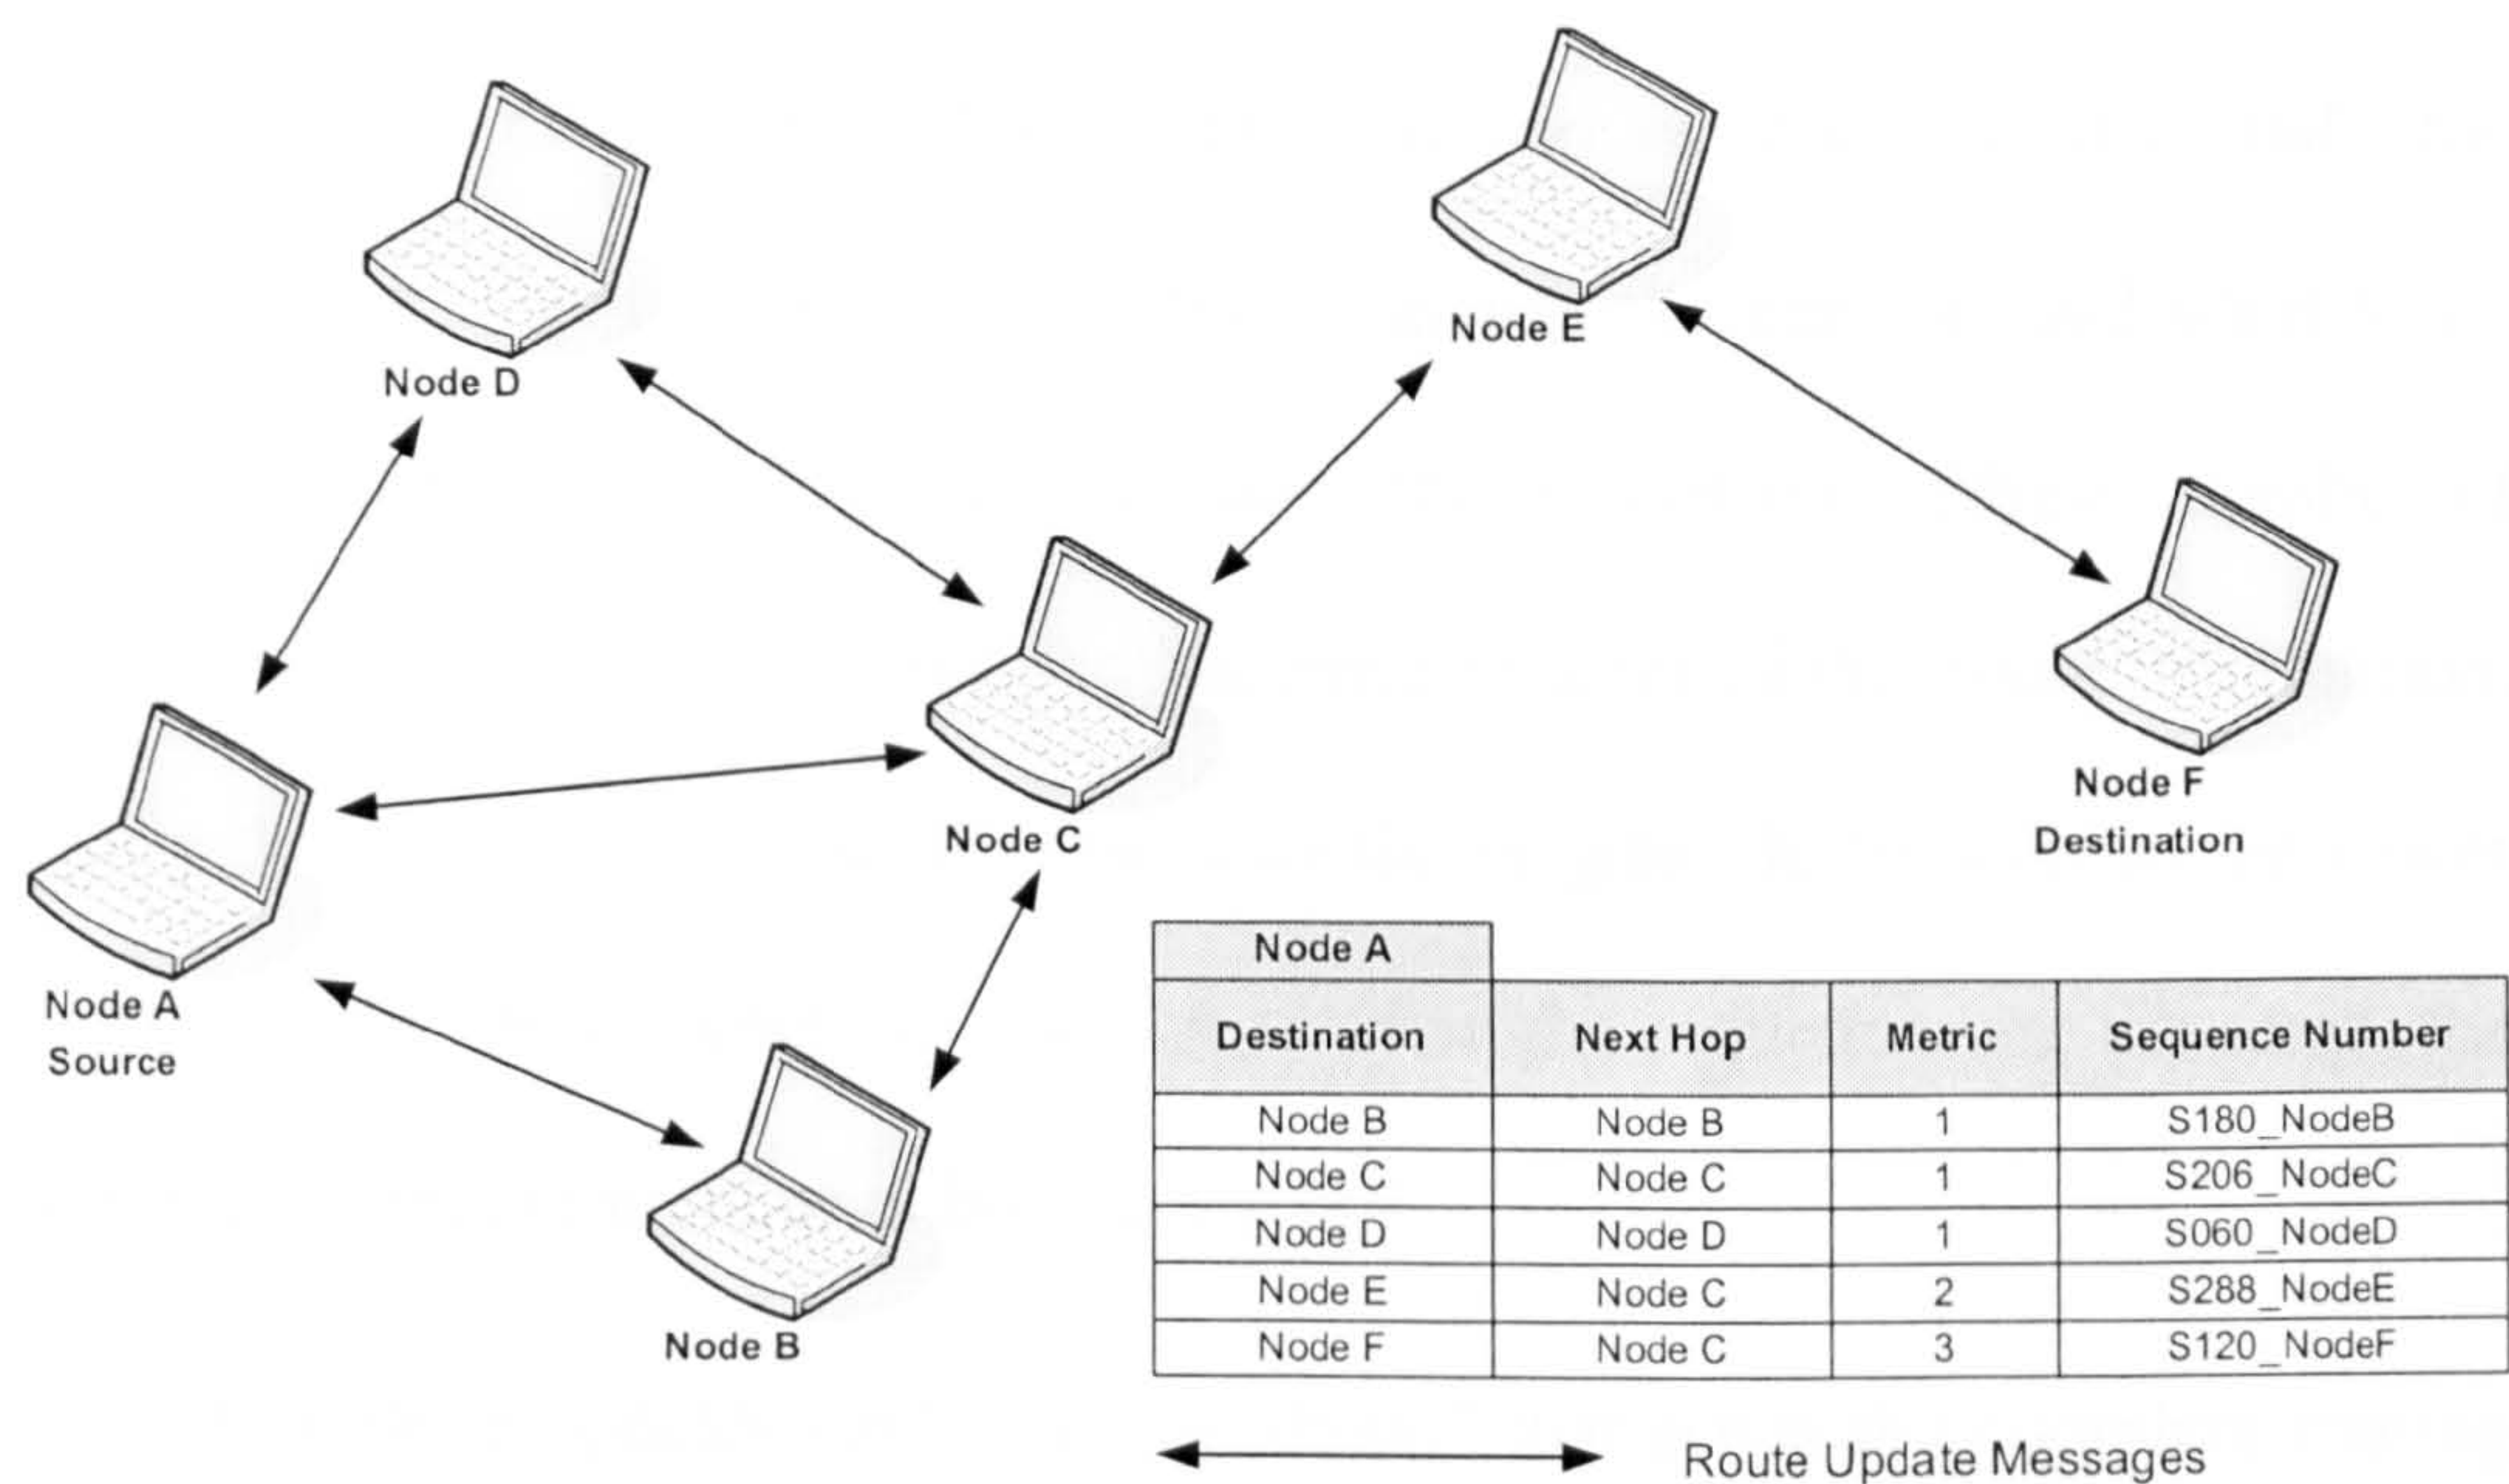 Node D
Node E
Node C
Node F
Destination
Node A
Source
Node B
Node A
Destination Next Hop Metric Sequence Number
Node B Node B 1 S180_NodeB
Node C Node C 1 S206_NodeC
Node D Node D 1 S060_NodeD
Node E Node C 2 S288_NodeE
Node F Node C 3 S120_NodeF
Route Update Messages